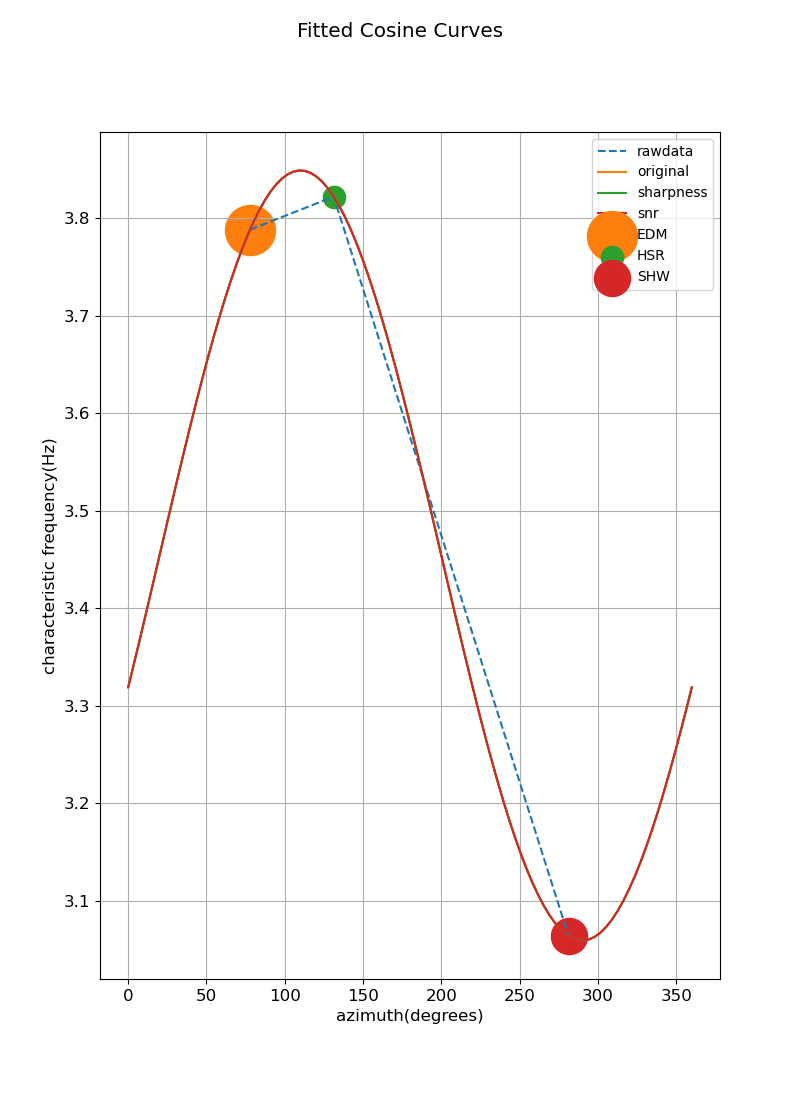 Fitted Cosine Curves
rawdata
original
sharpness
snr
EDM
HSR
SHW
3.8
3.7
3.6
3.5
3.4
3.3
3.2
3.1
characteristic frequency(Hz)
0 50 100 150 200 250 300 350
azimuth(degrees)